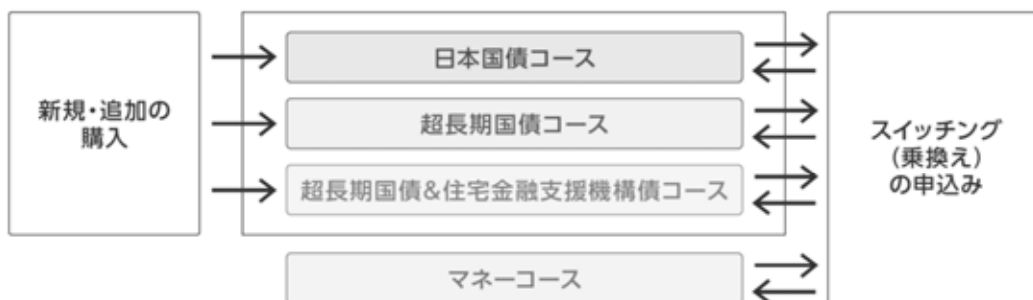 新規・追加の
購入
日本国債コース
超長期国債コース
超長期国債&住宅金融支援機構債コース
マネーコース
スイッチング
(乗換え)
の申込み